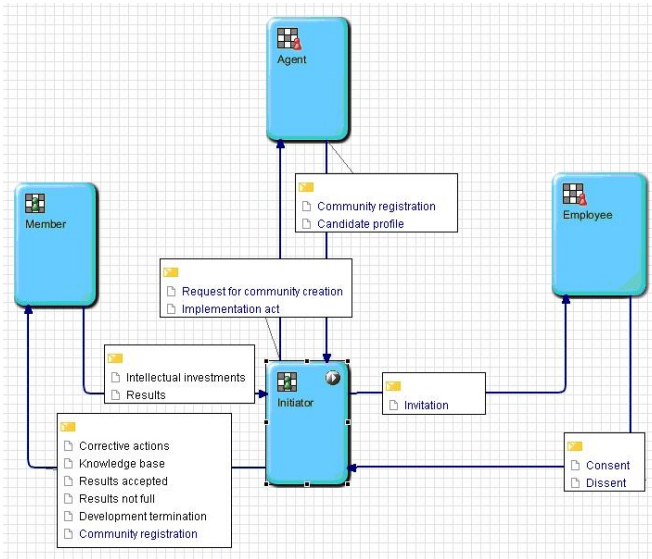 Agent
Community registration
Candidate profile
Member
Employee
Request for community creation
Implementation act
Intellectual investments
Results
Initiator
Invitation
Corrective actions
Knowledge base
Results accepted
Results not full
Development termination
Community registration
Consent
Dissent